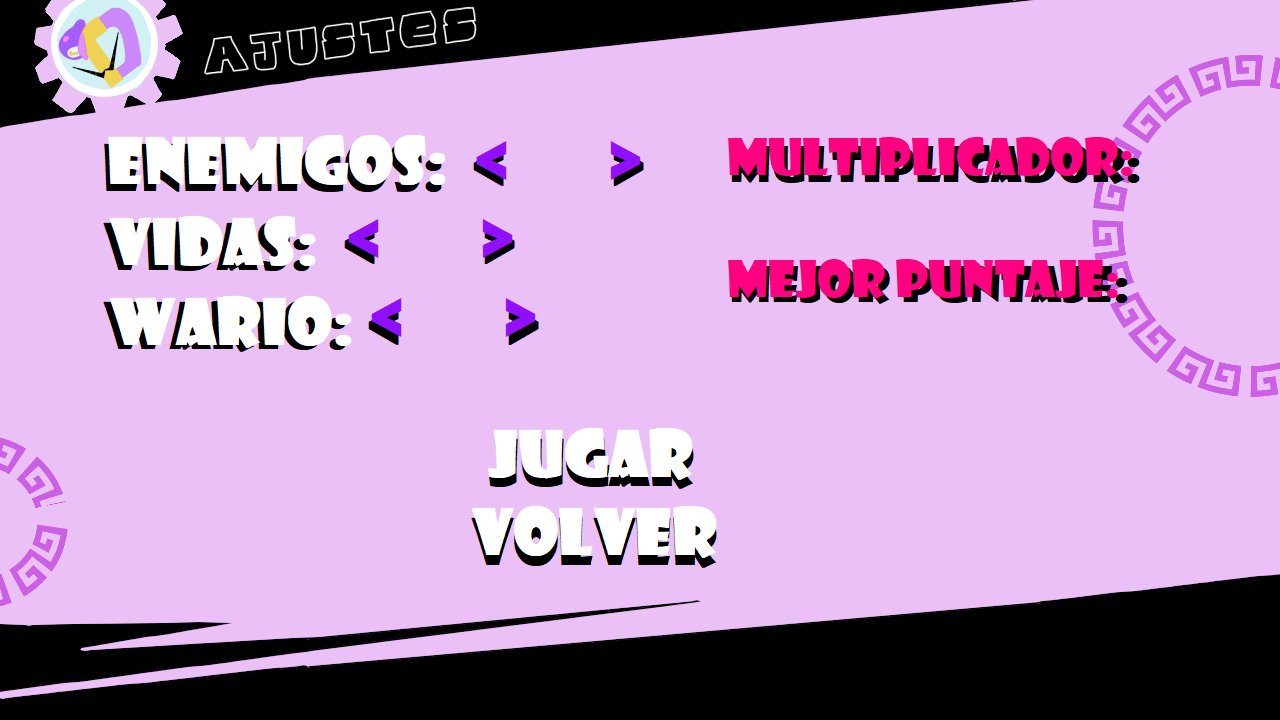 AJUSTES
ENEMIGOS: < >
VIDAS: < >
WARIO: < >
MULTIPLICADOR:
MEJOR PUNTAJE:
JUGAR
VOLVER